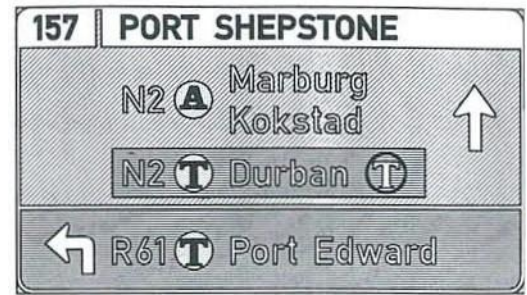 157 PORT SHEPSTONE
N2 A Marburg
Kokstad
N2 T Durban T
R61 T Port Edward